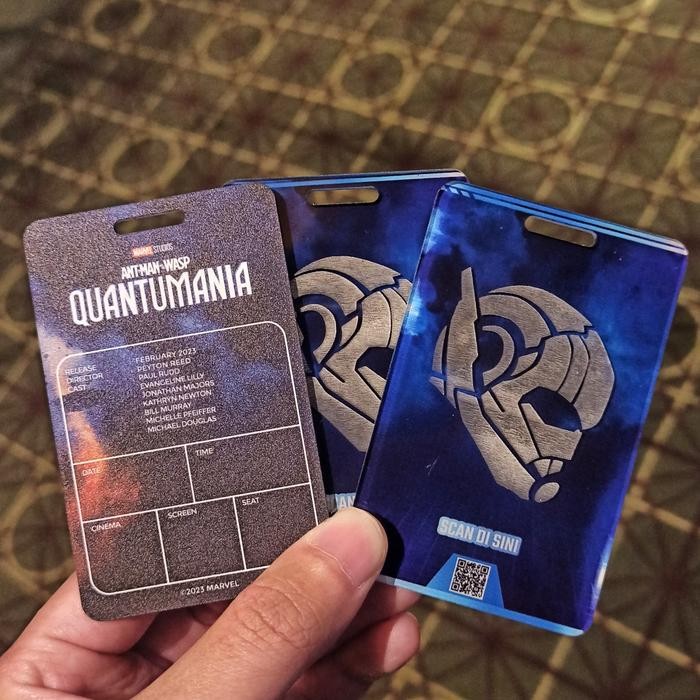 MARVEL STUDIOS
ANT-MAN AND THE WASP
QUANTUMANIA
RELEASE FEBRUARY 2023
DIRECTOR PEYTON REED
CAST PAUL RUDD
EVANGELINE LILLY
JONATHAN MAJORS
KATHRYN NEWTON
BILL MURRAY
MICHELLE PFEIFFER
MICHAEL DOUGLAS
DATE
TIME
CINEMA
SCREEN
SEAT
©2023 MARVEL
SCAN DI SINI